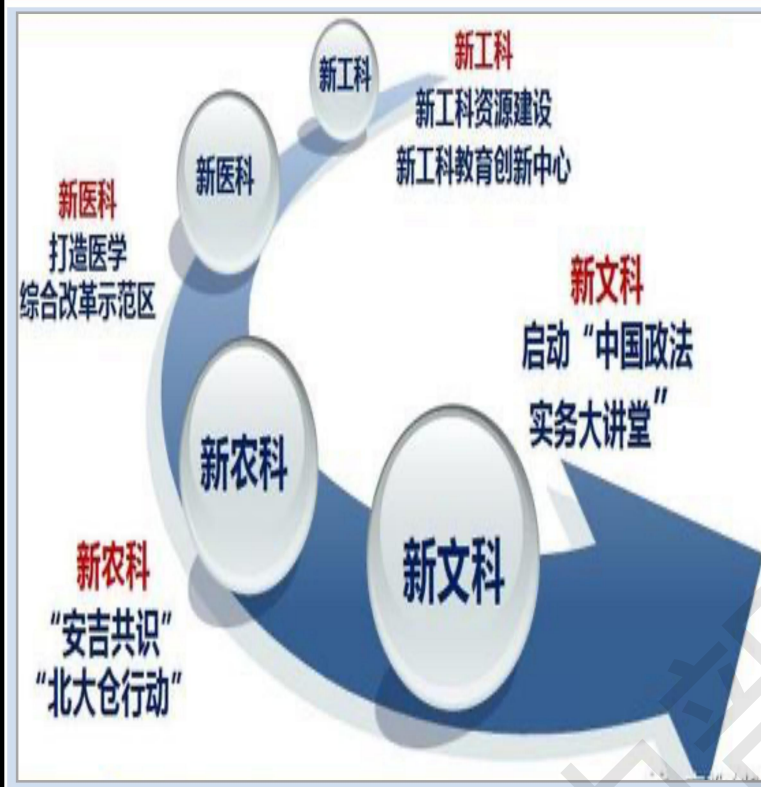 新工科
新工科
新工科资源建设
新工科教育创新中心
新医科
新医科
打造医学
综合改革示范区
新农科
新农科
“安吉共识”
“北大仓行动”
新文科
新文科
启动“中国政法
实务大讲堂”